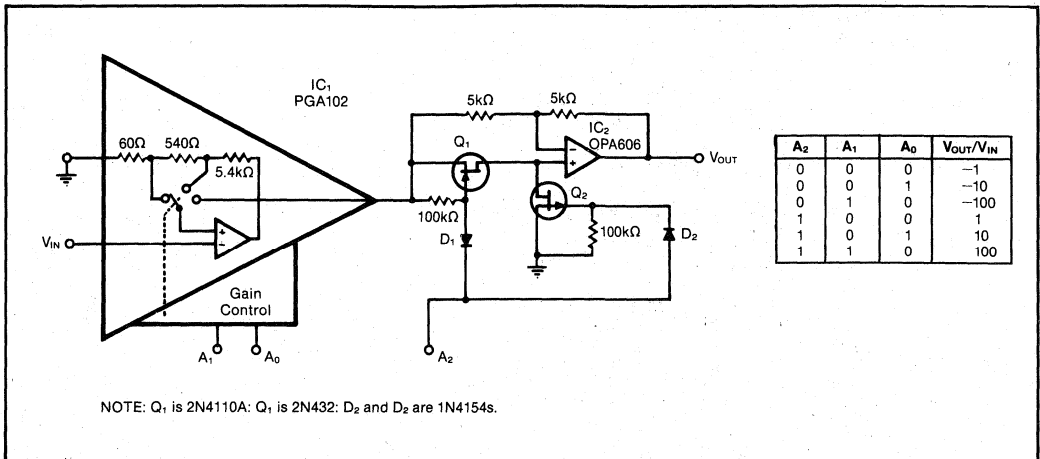 IC₁
PGA102
60Ω
540Ω
5.4kΩ
+
−
V_IN
Gain
Control
A₁
A₀
5kΩ
5kΩ
IC₂
OPA606
−
+
V_OUT
Q₁
Q₂
100kΩ
100kΩ
D₁
D₂
A₂
A₂ A₁ A₀ V_OUT/V_IN
0 0 0 −1
0 0 1 −10
0 1 0 −100
1 0 0 1
1 0 1 10
1 1 0 100
NOTE: Q₁ is 2N4110A: Q₁ is 2N432: D₂ and D₂ are 1N4154s.